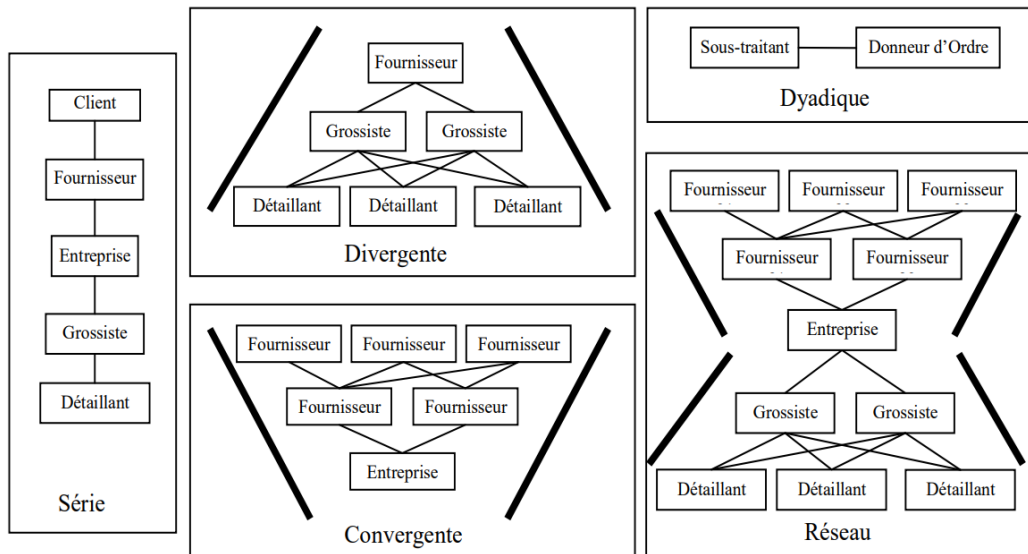 Client
Fournisseur
Entreprise
Grossiste
Détaillant
Série
Fournisseur
Grossiste Grossiste
Détaillant Détaillant Détaillant
Divergente
Fournisseur Fournisseur Fournisseur
Fournisseur Fournisseur
Entreprise
Convergente
Sous-traitant Donneur d'Ordre
Dyadique
Fournisseur Fournisseur Fournisseur
Fournisseur Fournisseur
Entreprise
Grossiste Grossiste
Détaillant Détaillant Détaillant
Réseau